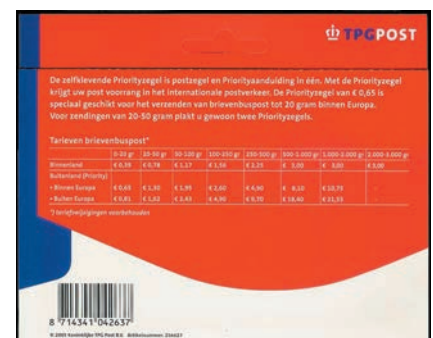 TPGPOST
De zelfklevende Priorityzegel is postzegel en Priorityaanduiding in één. Met de Priorityzegel
krijgt uw post voorrang in het internationale postverkeer. De Priorityzegel van € 0,65 is
speciaal geschikt voor het verzenden van brievenbuspost tot 20 gram binnen Europa.
Voor zendingen van 20-50 gram plakt u gewoon twee Priorityzegels.
Tarieven brievenbuspost*
0-20 gr 20-50 gr 50-100 gr 100-250 gr 250-500 gr 500-1.000 gr 1.000-2.000 gr 2.000-3.000 gr
Binnenland € 0,39 € 0,78 € 1,17 € 1,56 € 2,25 € 3,00 € 3,00 € 3,00
Buitenland (Priority)
• Binnen Europa € 0,65 € 1,30 € 1,95 € 2,60 € 4,90 € 8,10 € 10,75
• Buiten Europa € 0,81 € 1,62 € 2,43 € 4,90 € 9,70 € 18,40 € 21,55
*) tariefwijzigingen voorbehouden
8 714341 042637
© 2005 Koninklijke TPG Post B.V. Artikelnummer: